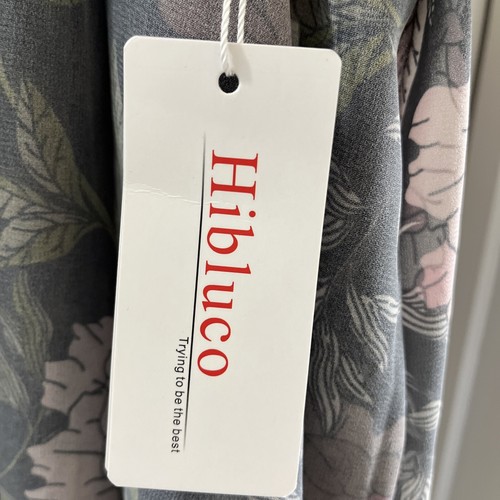 Hibluco
Trying to be the best